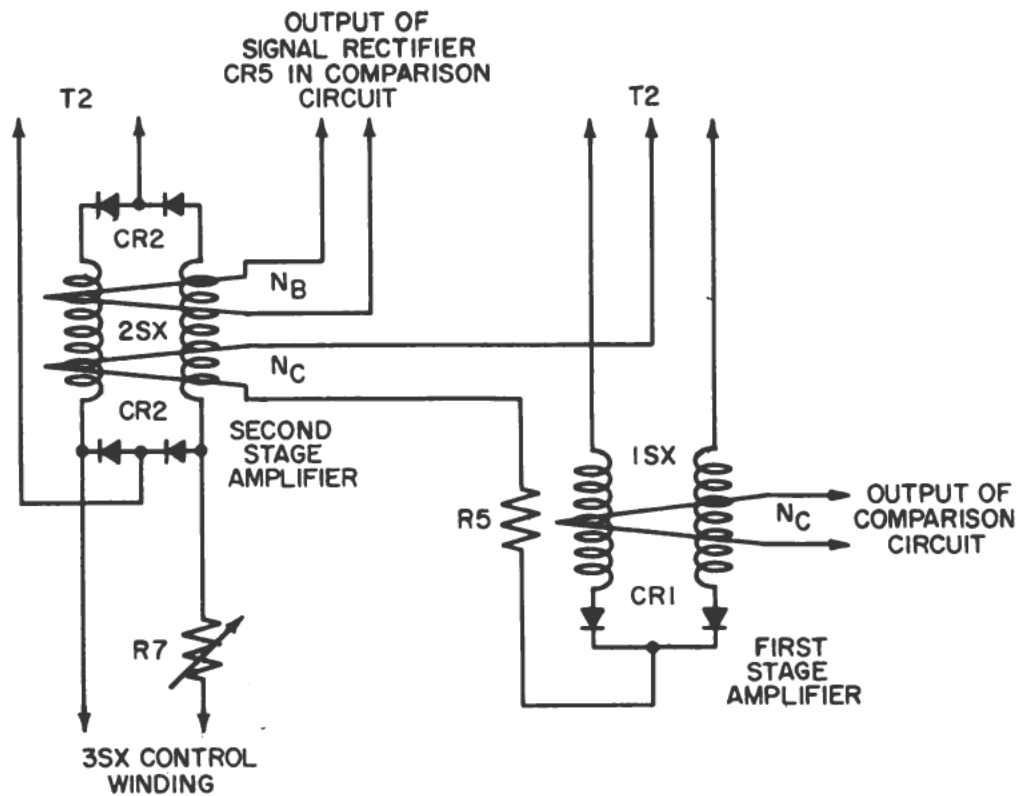 OUTPUT OF
SIGNAL RECTIFIER
CR5 IN COMPARISON
CIRCUIT
T2
T2
CR2
NB
2SX
NC
CR2
SECOND
STAGE
AMPLIFIER
1SX
R5
NC
OUTPUT OF
COMPARISON
CIRCUIT
CR1
R7
FIRST
STAGE
AMPLIFIER
3SX CONTROL
WINDING